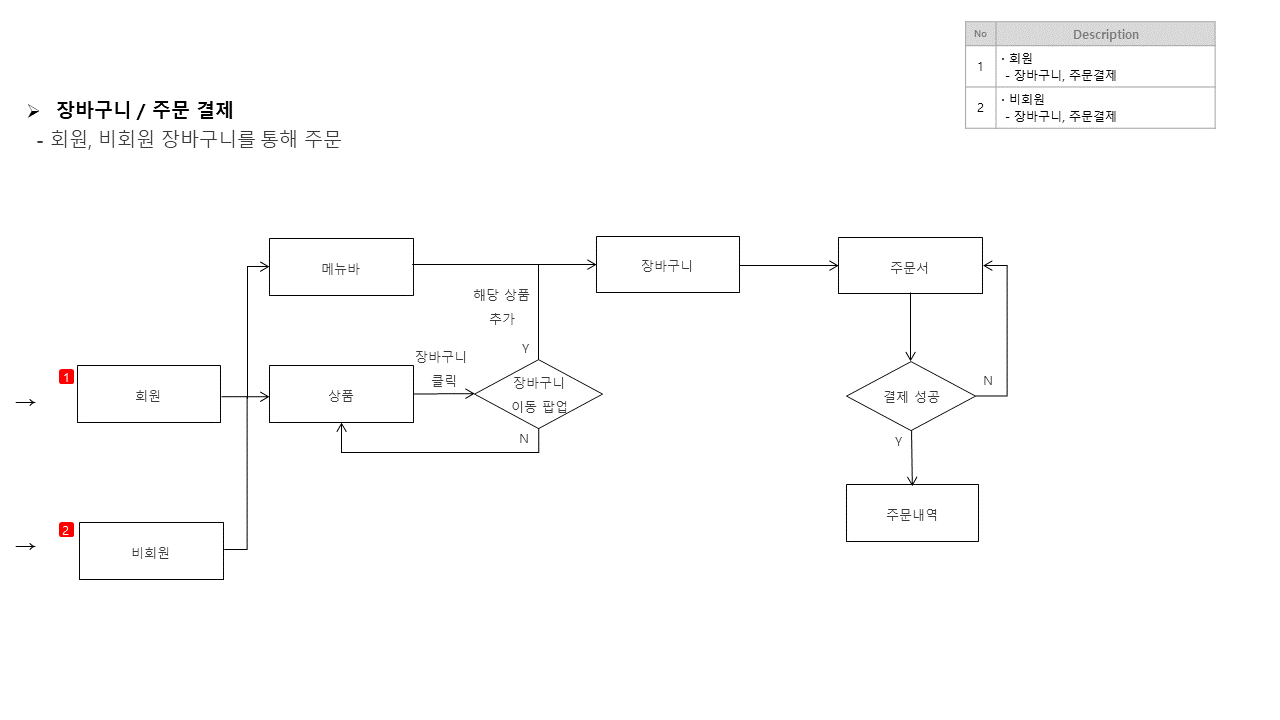 No Description
1 · 회원
- 장바구니, 주문결제
2 · 비회원
- 장바구니, 주문결제
➢ 장바구니 / 주문 결제
- 회원, 비회원 장바구니를 통해 주문
메뉴바
장바구니
주문서
해당 상품
추가
Y
장바구니
클릭
1
회원
상품
장바구니
이동 팝업
N
결제 성공
N
Y
주문내역
2
비회원